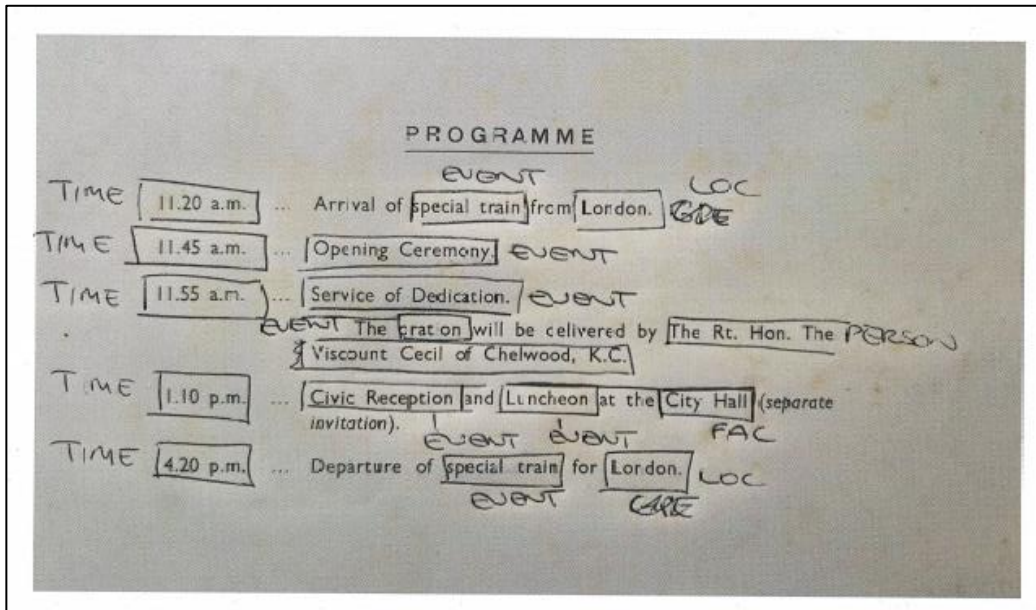 PROGRAMME
EVENT
TIME 11.20 a.m. ... Arrival of special train from London. LOC
GPE
TIME 11.45 a.m. ... Opening Ceremony. EVENT
TIME 11.55 a.m. ... Service of Dedication. EVENT
EVENT The oration will be delivered by The Rt. Hon. The PERSON
Viscount Cecil of Chelwood, K.C.
TIME 1.10 p.m. ... Civic Reception and Luncheon at the City Hall (separate
invitation). EVENT EVENT FAC
TIME 4.20 p.m. ... Departure of special train for London. LOC
EVENT GPE